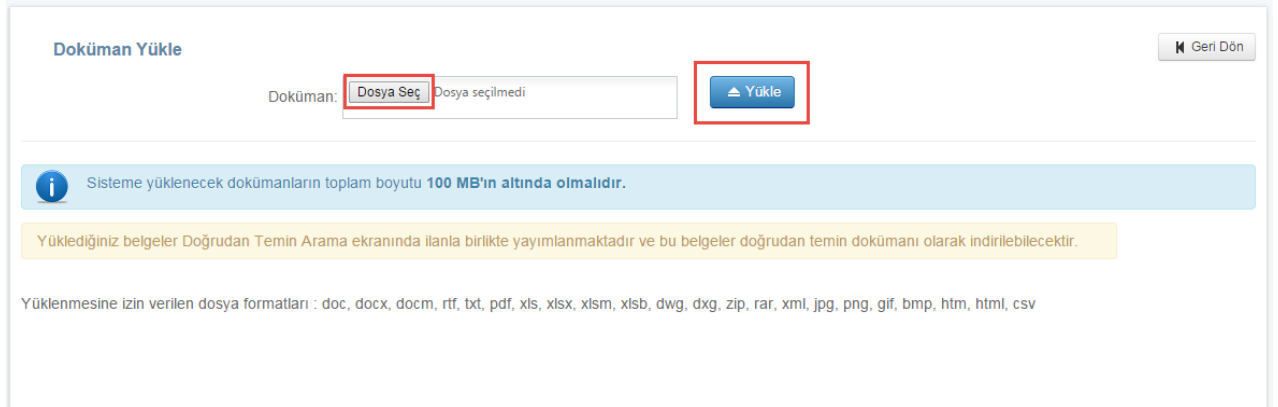 Doküman Yükle
Geri Dön
Doküman: Dosya Seç Dosya seçilmedi Yükle
Sisteme yüklenecek dokümanların toplam boyutu 100 MB'ın altında olmalıdır.
Yüklediğiniz belgeler Doğrudan Temin Arama ekranında ilanla birlikte yayımlanmaktadır ve bu belgeler doğrudan temin dokümanı olarak indirilebilecektir.
Yüklenmesine izin verilen dosya formatları : doc, docx, docm, rtf, txt, pdf, xls, xlsx, xlsm, xlsb, dwg, dxg, zip, rar, xml, jpg, png, gif, bmp, htm, html, csv